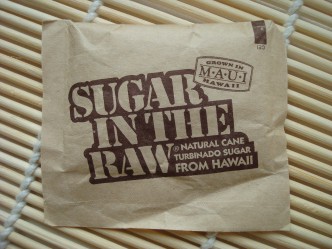 GROWN IN
M·A·U·I
HAWAII
SUGAR
IN THE
RAW®
NATURAL CANE
TURBINADO SUGAR
FROM HAWAII